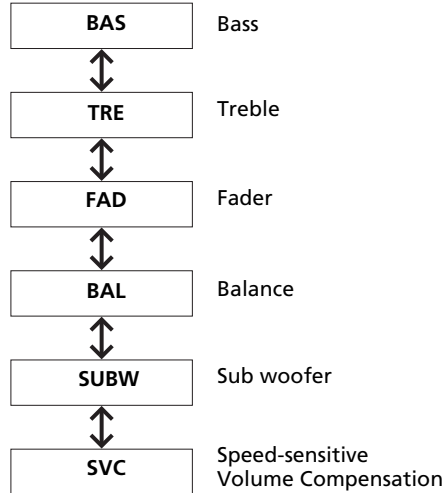 BAS Bass
TRE Treble
FAD Fader
BAL Balance
SUBW Sub woofer
SVC Speed-sensitive
Volume Compensation